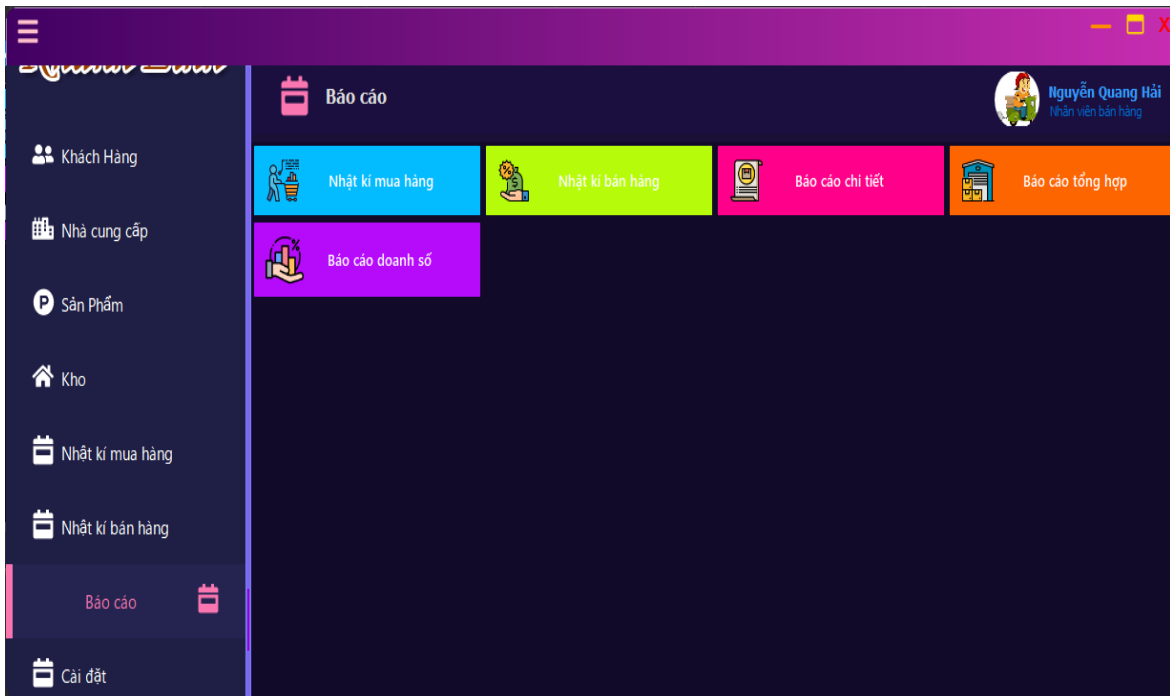 X
Báo cáo
Nguyễn Quang Hải
Nhân viên bán hàng
Khách Hàng
Nhà cung cấp
Sản Phẩm
Kho
Nhật kí mua hàng
Nhật kí bán hàng
Báo cáo
Cài đặt
Nhật kí mua hàng
Nhật kí bán hàng
Báo cáo chi tiết
Báo cáo tổng hợp
Báo cáo doanh số